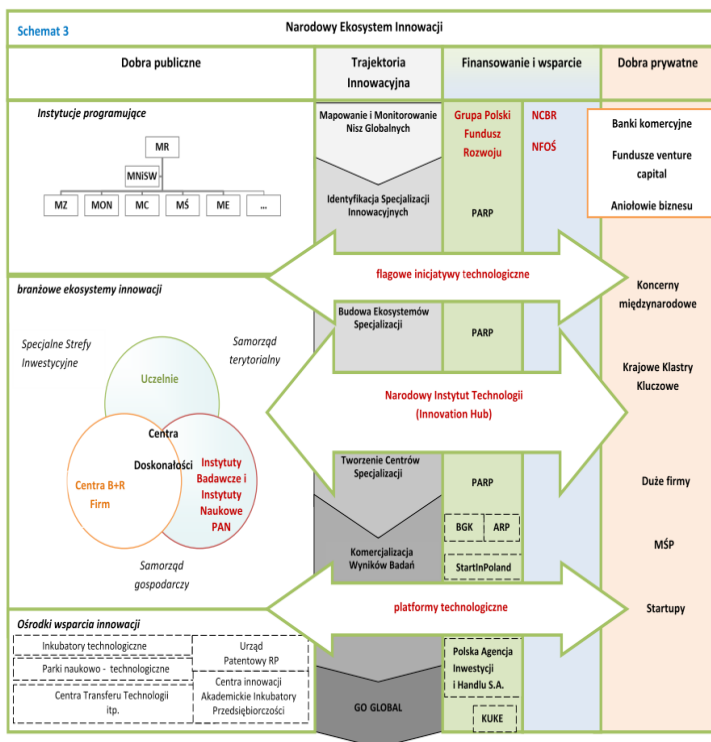 Schemat 3
Narodowy Ekosystem Innowacji
Dobra publiczne
Trajektoria
Innowacyjna
Finansowanie i wsparcie
Dobra prywatne
Instytucje programujące
MR
MNiSW
MZ
MON
MC
MŚ
ME
...
Mapowanie i Monitorowanie
Nisz Globalnych
Identyfikacja Specjalizacji
Innowacyjnych
Grupa Polski
Fundusz
Rozwoju
PARP
NCBR
NFOŚ
Banki komercyjne
Fundusze venture
capital
Aniołowie biznesu
flagowe inicjatywy technologiczne
branżowe ekosystemy innowacji
Specjalne Strefy
Inwestycyjne
Samorząd
terytorialny
Uczelnie
Centra
Doskonałości
Centra B+R
Firm
Instytuty
Badawcze i
Instytuty
Naukowe
PAN
Samorząd
gospodarczy
Budowa Ekosystemów
Specjalizacji
PARP
Narodowy Instytut Technologii
(Innovation Hub)
Tworzenie Centrów
Specjalizacji
PARP
BGK
ARP
Komercjalizacja
Wyników Badań
StartInPoland
Koncerny
międzynarodowe
Krajowe Klastry
Kluczowe
Duże firmy
MŚP
Startupy
platformy technologiczne
Ośrodki wsparcia innowacji
Inkubatory technologiczne
Parki naukowo - technologiczne
Centra Transferu Technologii
itp.
Urząd
Patentowy RP
Centra innowacji
Akademickie Inkubatory
Przedsiębiorczości
GO GLOBAL
Polska Agencja
Inwestycji
i Handlu S.A.
KUKE